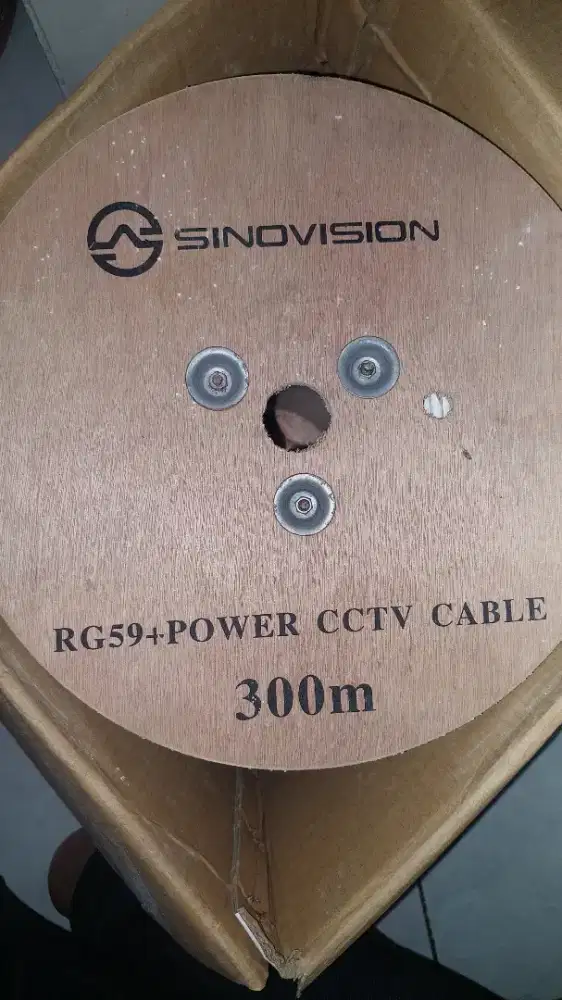 SINOVISION
RG59+POWER CCTV CABLE
300m